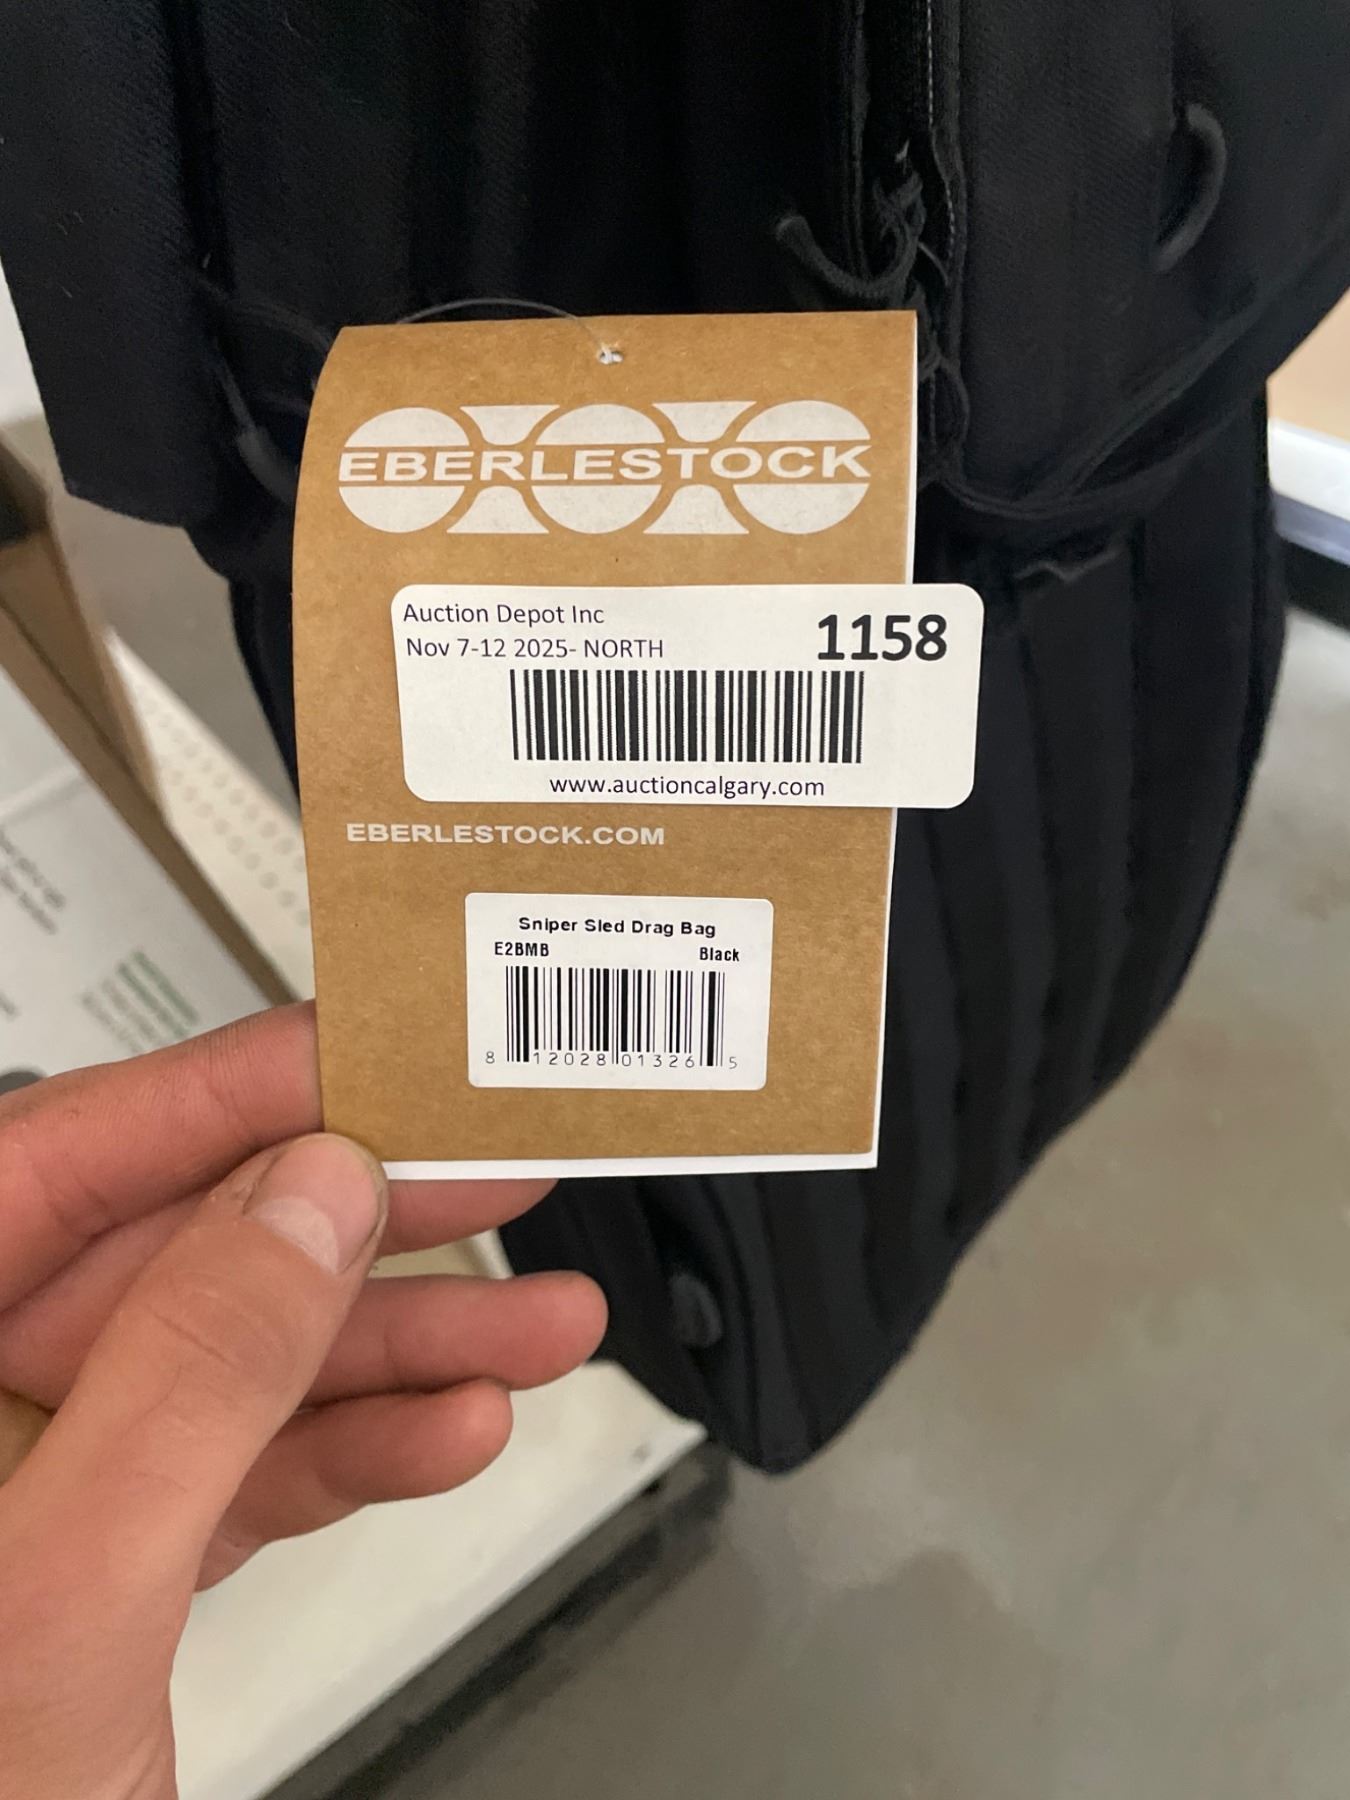 EBERLESTOCK
Auction Depot Inc
Nov 7-12 2025- NORTH
1158
www.auctioncalgary.com
EBERLESTOCK.COM
Sniper Sled Drag Bag
E2BMB Black
8 12028 01326 5